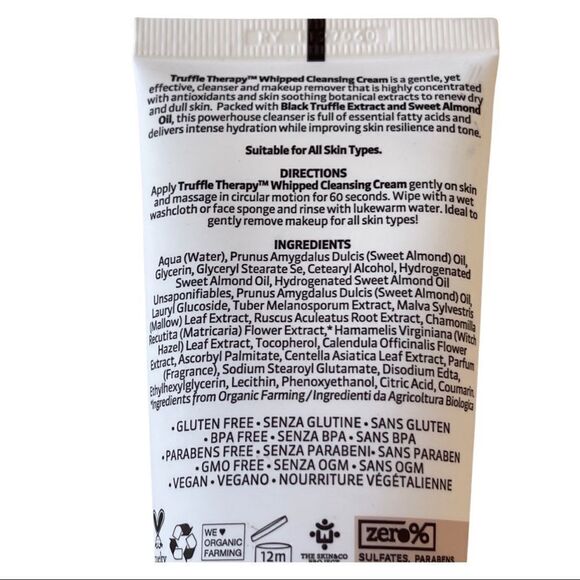 Truffle Therapy™ Whipped Cleansing Cream is a gentle, yet
effective, cleanser and makeup remover that is highly concentrated
with antioxidants and skin soothing botanical extracts to renew dry
and dull skin. Packed with Black Truffle Extract and Sweet Almond
Oil, this powerhouse cleanser is full of essential fatty acids and
delivers intense hydration while improving skin resilience and tone.
Suitable for All Skin Types.
DIRECTIONS
Apply Truffle Therapy™ Whipped Cleansing Cream gently on skin
and massage in circular motion for 60 seconds. Wipe with a wet
washcloth or face sponge and rinse with lukewarm water. Ideal to
gently remove makeup for all skin types!
INGREDIENTS
Aqua (Water), Prunus Amygdalus Dulcis (Sweet Almond) Oil,
Glycerin, Glyceryl Stearate Se, Cetearyl Alcohol, Hydrogenated
Sweet Almond Oil, Hydrogenated Sweet Almond Oil
Unsaponifiables, Prunus Amygdalus Dulcis (Sweet Almond) Oil,
Lauryl Glucoside, Tuber Melanosporum Extract, Malva Sylvestris
(Mallow) Leaf Extract, Ruscus Aculeatus Root Extract, Chamomilla
Recutita (Matricaria) Flower Extract,* Hamamelis Virginiana (Witch
Hazel) Leaf Extract, Tocopherol, Calendula Officinalis Flower
Extract, Ascorbyl Palmitate, Centella Asiatica Leaf Extract, Parfum
(Fragrance), Sodium Stearoyl Glutamate, Disodium Edta,
Ethylhexylglycerin, Lecithin, Phenoxyethanol, Citric Acid, Coumarin.
*Ingredients from Organic Farming/Ingredienti da Agricoltura Biologica
• GLUTEN FREE • SENZA GLUTINE • SANS GLUTEN
• BPA FREE • SENZA BPA • SANS BPA
• PARABENS FREE • SENZA PARABENI • SANS PARABEN
• GMO FREE • SENZA OGM • SANS OGM
• VEGAN • VEGANO • NOURRITURE VÉGÉTALIENNE
WE ♥
ORGANIC
FARMING
12m
THE SKIN&CO
PROJECT
zero%
SULFATES, PARABENS